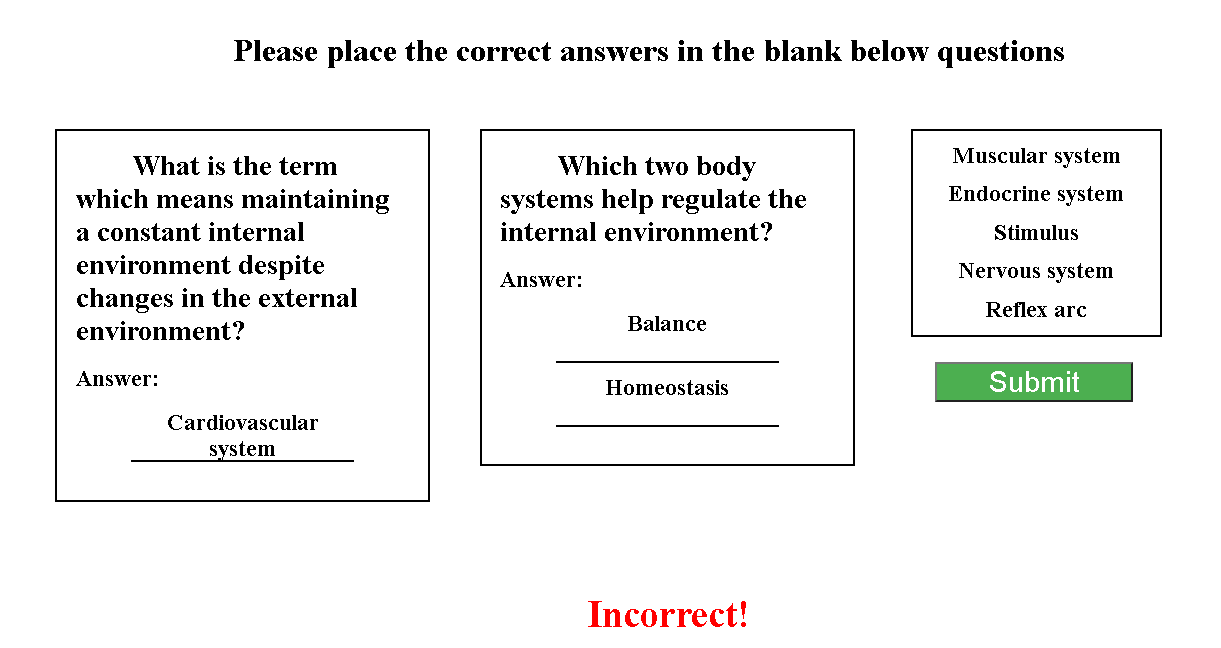 Please place the correct answers in the blank below questions
What is the term
which means maintaining
a constant internal
environment despite
changes in the external
environment?
Answer:
Cardiovascular
system
Which two body
systems help regulate the
internal environment?
Answer:
Balance
Homeostasis
Muscular system
Endocrine system
Stimulus
Nervous system
Reflex arc
Submit
Incorrect!